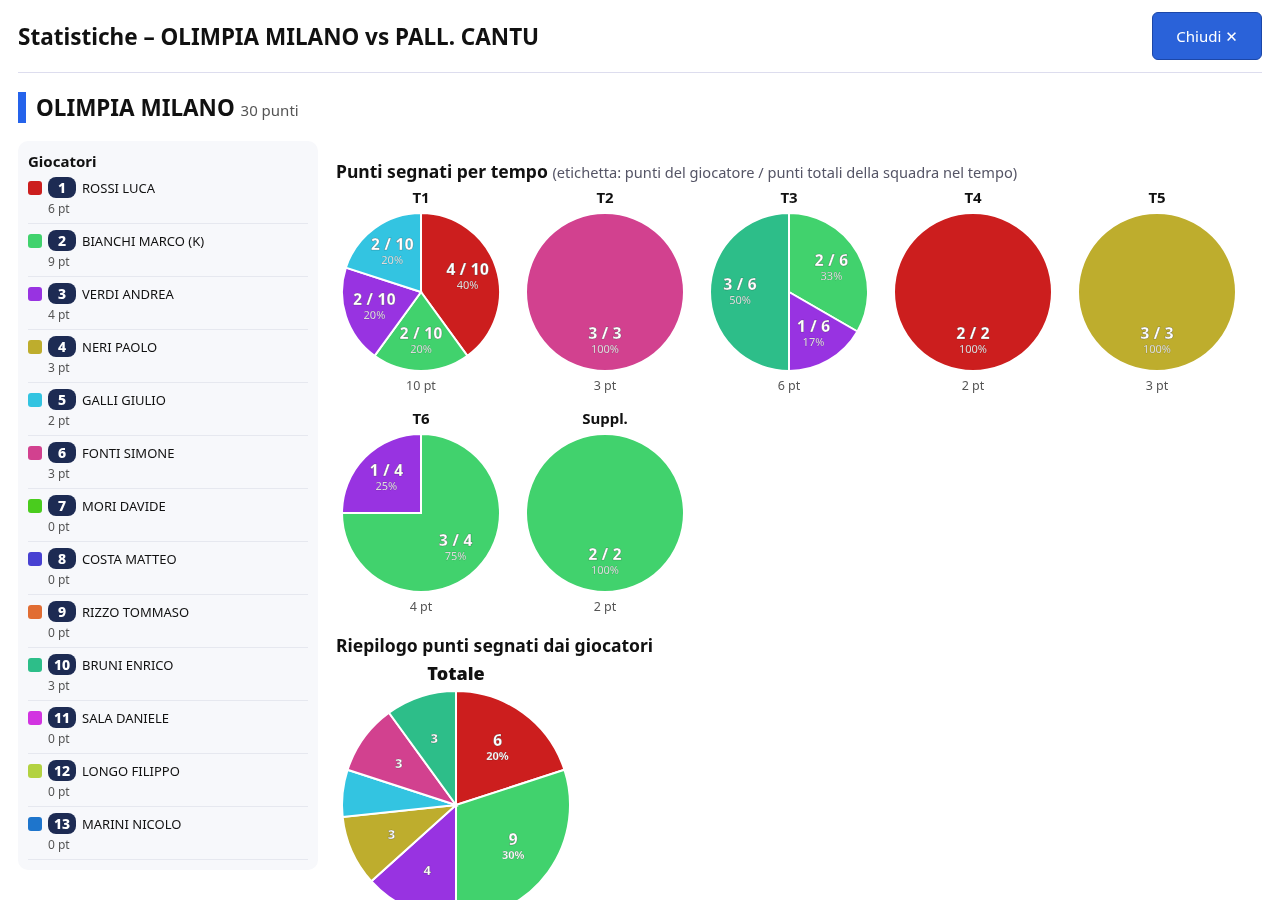 Statistiche – OLIMPIA MILANO vs PALL. CANTU
Chiudi ✕
OLIMPIA MILANO 30 punti
Giocatori
1 ROSSI LUCA
6 pt
2 BIANCHI MARCO (K)
9 pt
3 VERDI ANDREA
4 pt
4 NERI PAOLO
3 pt
5 GALLI GIULIO
2 pt
6 FONTI SIMONE
3 pt
7 MORI DAVIDE
0 pt
8 COSTA MATTEO
0 pt
9 RIZZO TOMMASO
0 pt
10 BRUNI ENRICO
3 pt
11 SALA DANIELE
0 pt
12 LONGO FILIPPO
0 pt
13 MARINI NICOLO
0 pt
Punti segnati per tempo (etichetta: punti del giocatore / punti totali della squadra nel tempo)
T1
4 / 10
40%
2 / 10
20%
2 / 10
20%
2 / 10
20%
10 pt
T2
3 / 3
100%
3 pt
T3
2 / 6
33%
1 / 6
17%
3 / 6
50%
6 pt
T4
2 / 2
100%
2 pt
T5
3 / 3
100%
3 pt
T6
3 / 4
75%
1 / 4
25%
4 pt
Suppl.
2 / 2
100%
2 pt
Riepilogo punti segnati dai giocatori
Totale
6
20%
9
30%
4
3
3
3